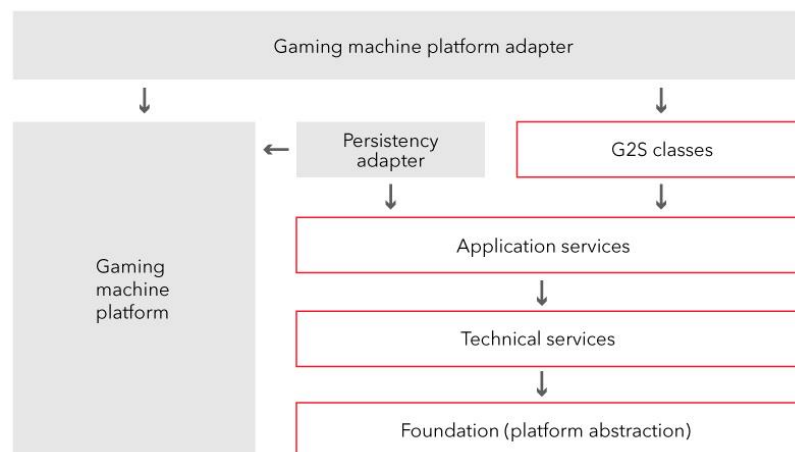 Gaming machine platform adapter
Persistency
adapter
G2S classes
Application services
Gaming
machine
platform
Technical services
Foundation (platform abstraction)